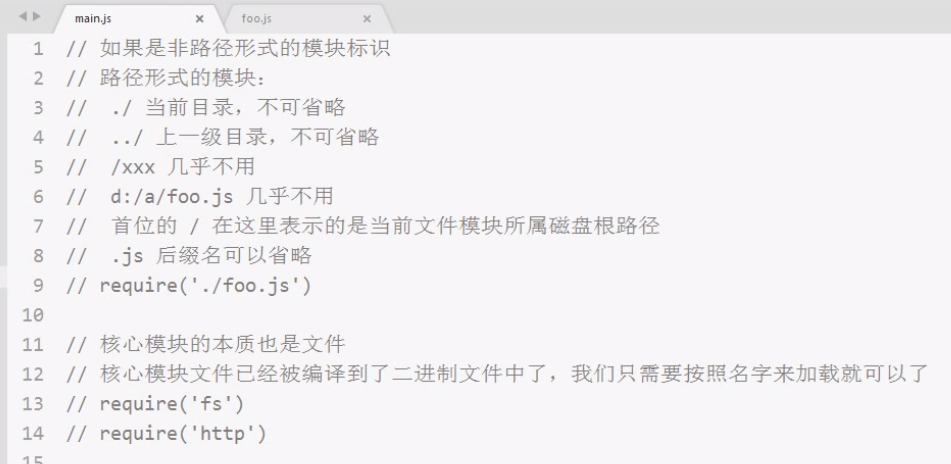 main.js × foo.js ×
1 // 如果是非路径形式的模块标识
2 // 路径形式的模块：
3 // ./ 当前目录，不可省略
4 // ../ 上一级目录，不可省略
5 // /xxx 几乎不用
6 // d:/a/foo.js 几乎不用
7 // 首位的 / 在这里表示的是当前文件模块所属磁盘根路径
8 // .js 后缀名可以省略
9 // require('./foo.js')
10
11 // 核心模块的本质也是文件
12 // 核心模块文件已经被编译到了二进制文件中了，我们只需要按照名字来加载就可以了
13 // require('fs')
14 // require('http')
15